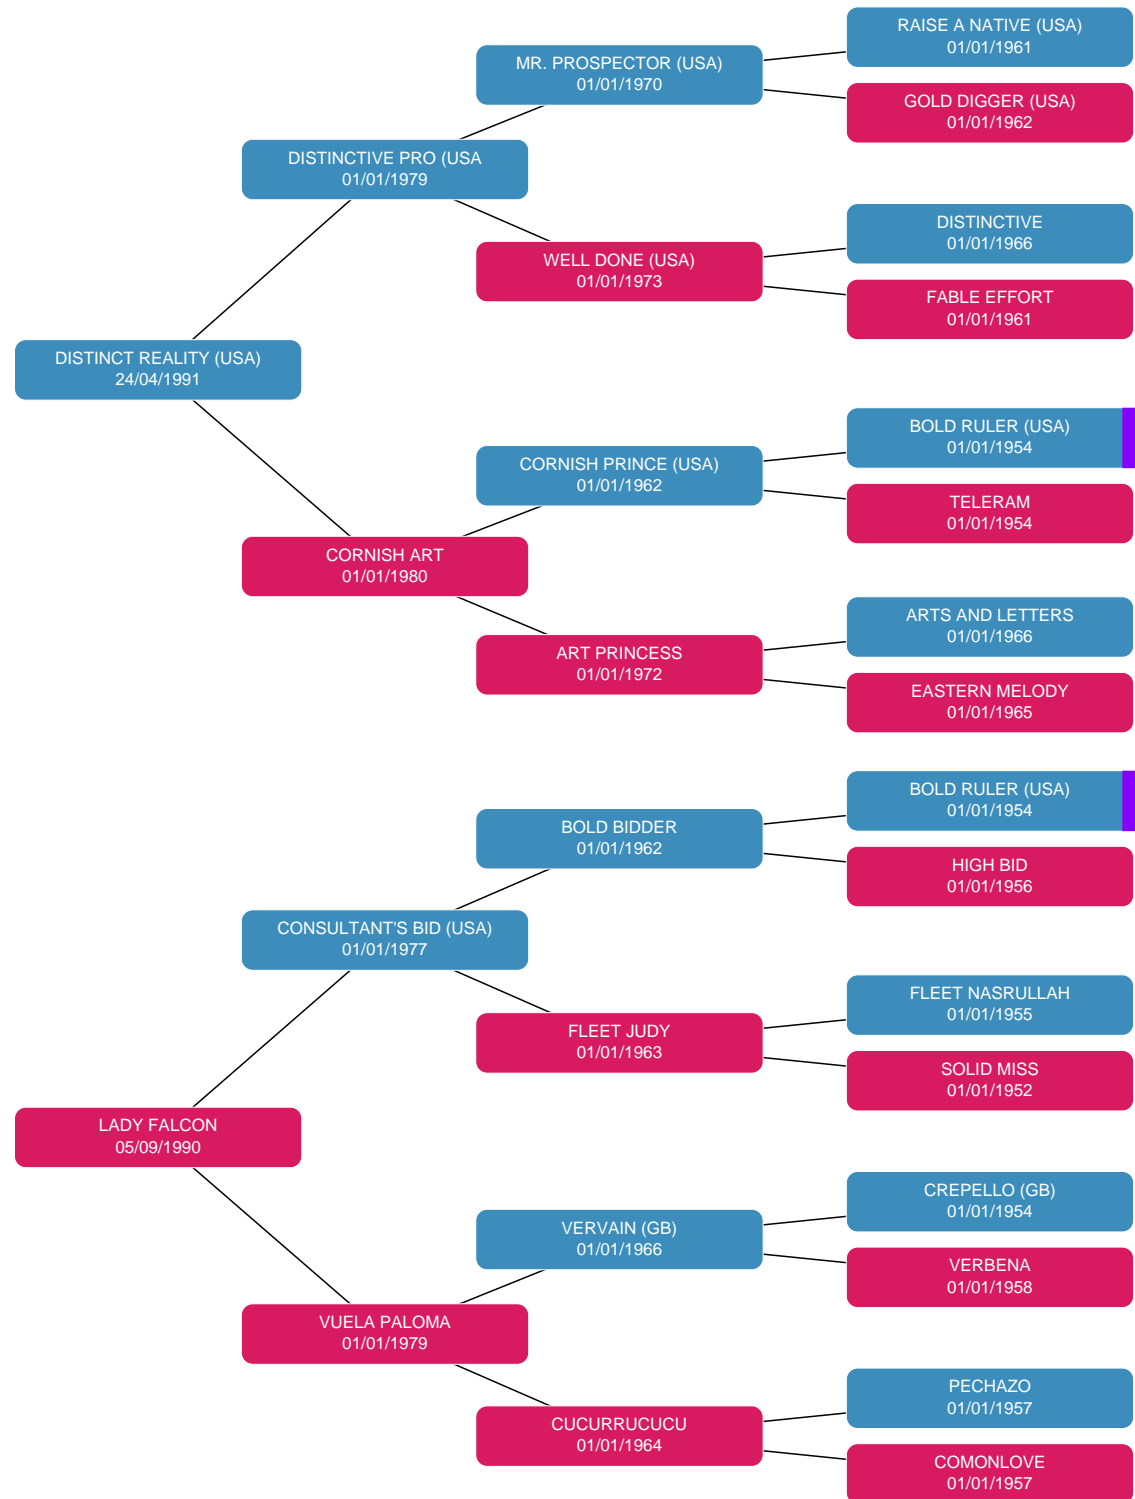 RAISE A NATIVE (USA)
01/01/1961
MR. PROSPECTOR (USA)
01/01/1970
GOLD DIGGER (USA)
01/01/1962
DISTINCTIVE PRO (USA
01/01/1979
DISTINCTIVE
01/01/1966
WELL DONE (USA)
01/01/1973
FABLE EFFORT
01/01/1961
DISTINCT REALITY (USA)
24/04/1991
BOLD RULER (USA)
01/01/1954
CORNISH PRINCE (USA)
01/01/1962
TELERAM
01/01/1954
CORNISH ART
01/01/1980
ARTS AND LETTERS
01/01/1966
ART PRINCESS
01/01/1972
EASTERN MELODY
01/01/1965
BOLD RULER (USA)
01/01/1954
BOLD BIDDER
01/01/1962
HIGH BID
01/01/1956
CONSULTANT'S BID (USA)
01/01/1977
FLEET NASRULLAH
01/01/1955
FLEET JUDY
01/01/1963
SOLID MISS
01/01/1952
LADY FALCON
05/09/1990
CREPELLO (GB)
01/01/1954
VERVAIN (GB)
01/01/1966
VERBENA
01/01/1958
VUELA PALOMA
01/01/1979
PECHAZO
01/01/1957
CUCURRUCUCU
01/01/1964
COMONLOVE
01/01/1957